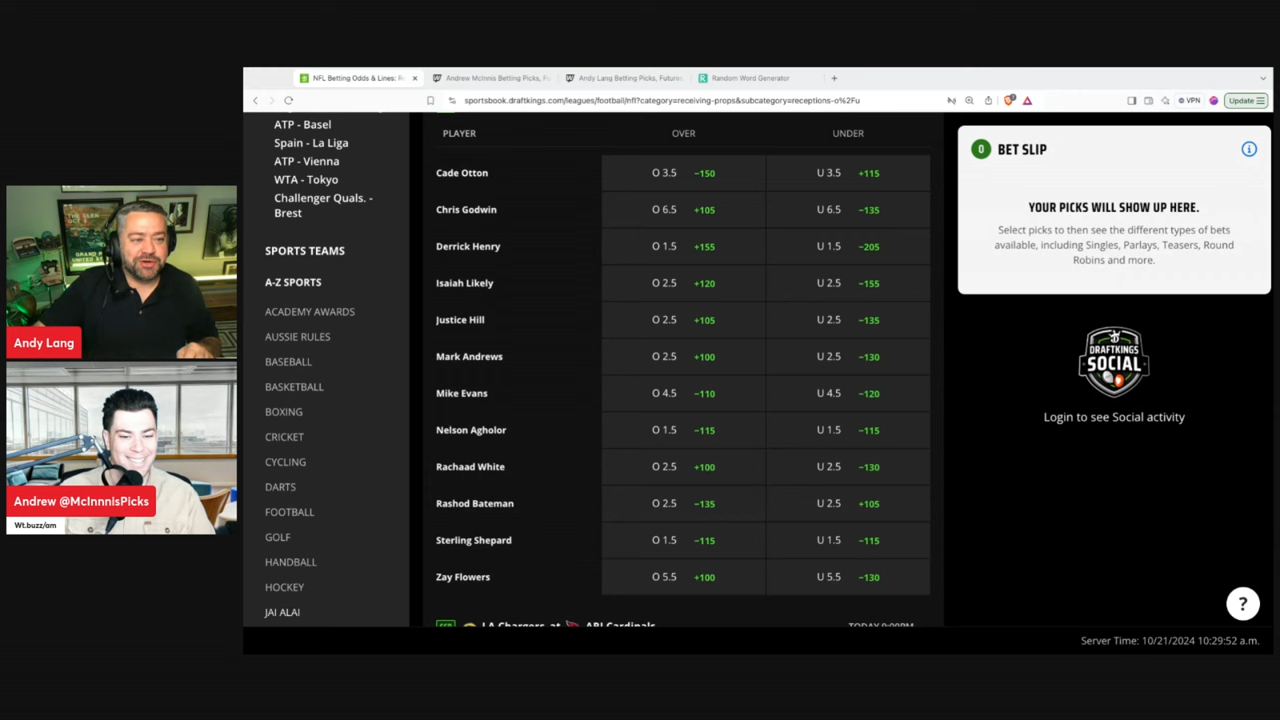 NFL Betting Odds & Lines: R
Andrew McInnis Betting Picks, Fu
Andy Lang Betting Picks, Future
Random Word Generator
sportsbook.draftkings.com/leagues/football/nfl?category=receiving-props&subcategory=receptions-o%2Fu
VPN
Update
ATP - Basel
Spain - La Liga
ATP - Vienna
WTA - Tokyo
Challenger Quals. -
Brest
SPORTS TEAMS
A-Z SPORTS
ACADEMY AWARDS
AUSSIE RULES
BASEBALL
BASKETBALL
BOXING
CRICKET
CYCLING
DARTS
FOOTBALL
GOLF
HANDBALL
HOCKEY
JAI ALAI
PLAYER OVER UNDER
Cade Otton O 3.5 −150 U 3.5 +115
Chris Godwin O 6.5 +105 U 6.5 −135
Derrick Henry O 1.5 +155 U 1.5 −205
Isaiah Likely O 2.5 +120 U 2.5 −155
Justice Hill O 2.5 +105 U 2.5 −135
Mark Andrews O 2.5 +100 U 2.5 −130
Mike Evans O 4.5 −110 U 4.5 −120
Nelson Agholor O 1.5 −115 U 1.5 −115
Rachaad White O 2.5 +100 U 2.5 −130
Rashod Bateman O 2.5 −135 U 2.5 +105
Sterling Shepard O 1.5 −115 U 1.5 −115
Zay Flowers O 5.5 +100 U 5.5 −130
LA Chargers at ARI Cardinals TODAY 9:00PM
0 BET SLIP
YOUR PICKS WILL SHOW UP HERE.
Select picks to then see the different types of bets
available, including Singles, Parlays, Teasers, Round
Robins and more.
DRAFTKINGS
SOCIAL
Login to see Social activity
?
Server Time: 10/21/2024 10:29:52 a.m.
Andy Lang
Andrew @McInnnisPicks
Wt.buzz/am